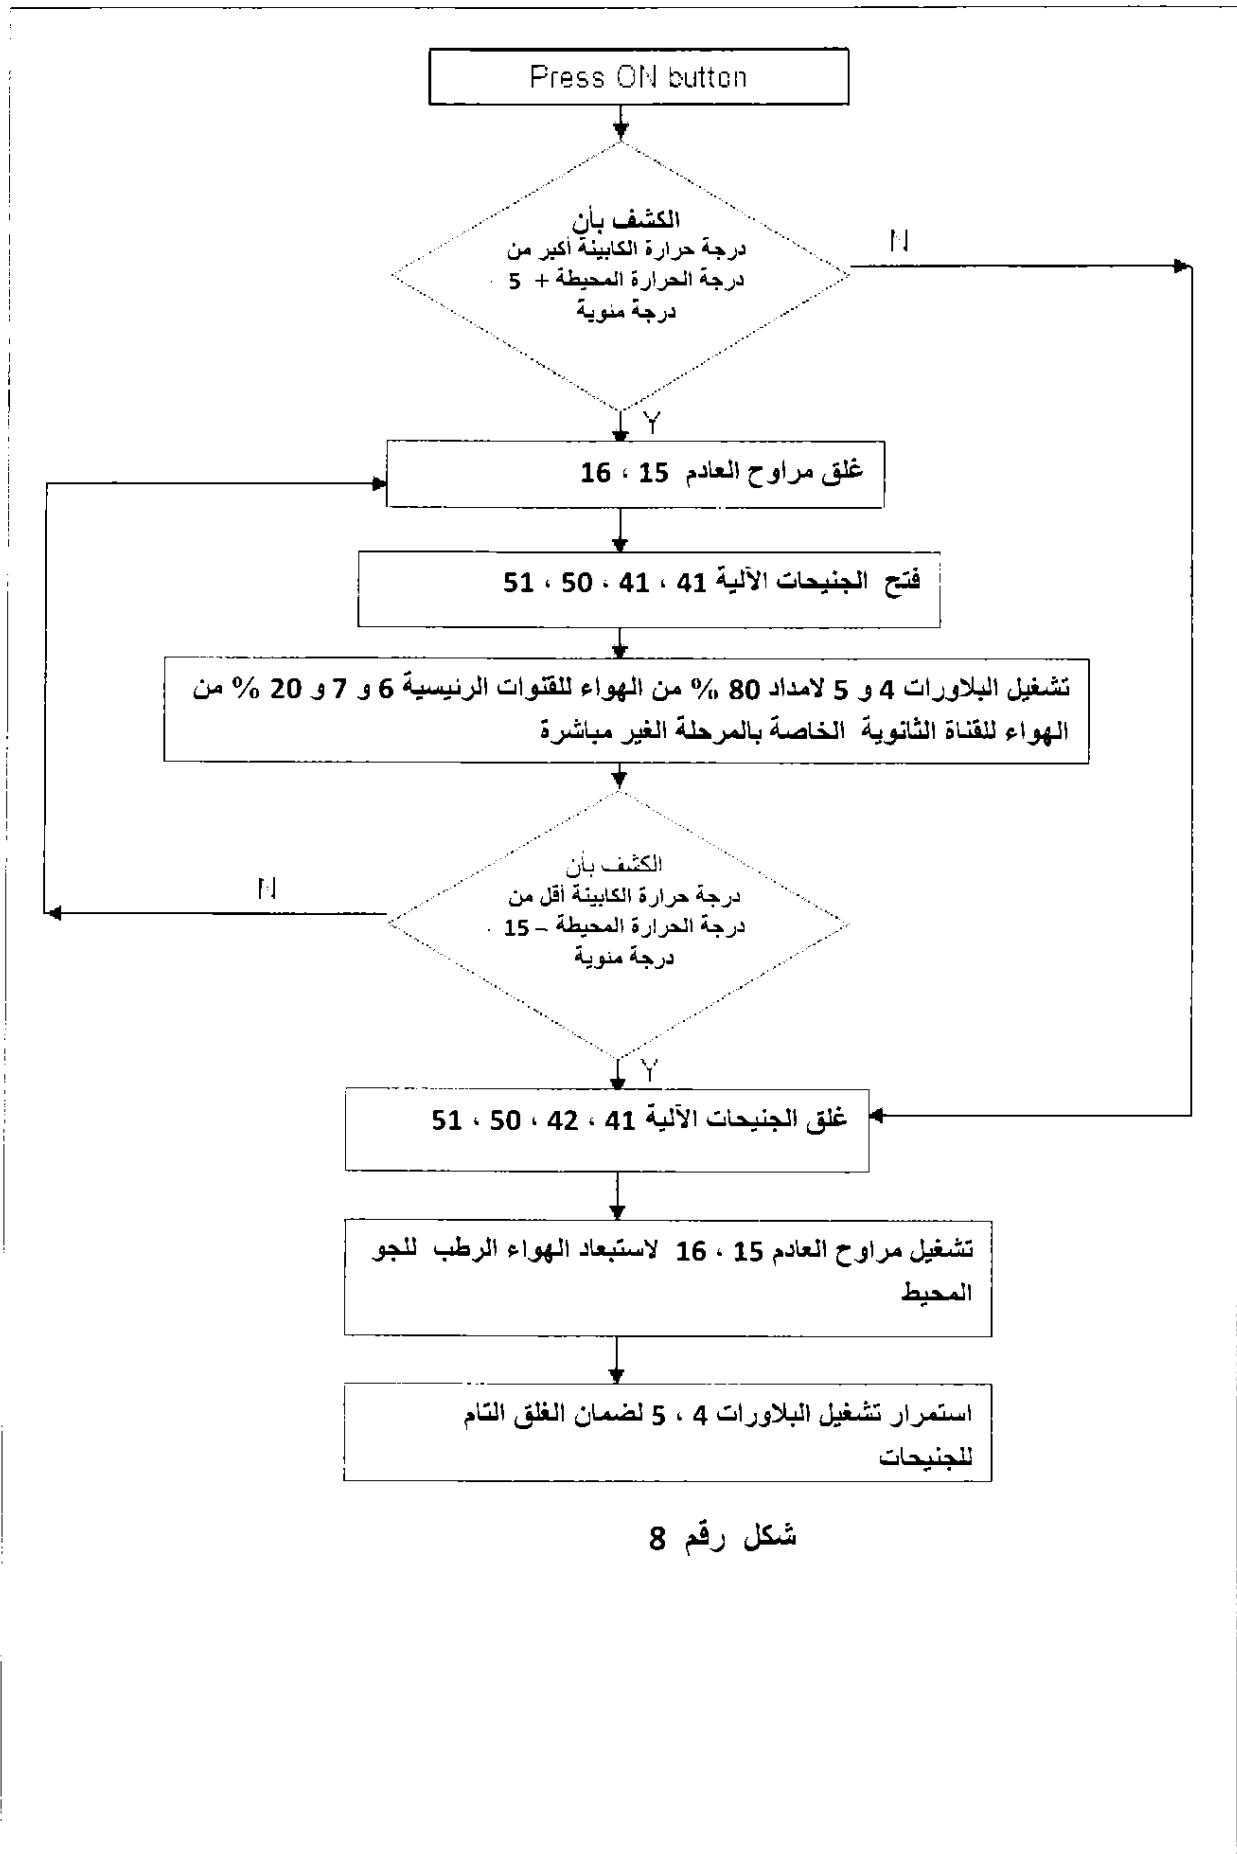 Press ON button
الكشف بأن
درجة حرارة الكابينة أكبر من
درجة الحرارة المحيطة + 5
درجة مئوية
N
Y
غلق مراوح العادم 15 ، 16
فتح الجنيحات الآلية 41 ، 41 ، 50 ، 51
تشغيل البلاورات 4 و 5 لامداد 80 % من الهواء للقنوات الرئيسية 6 و 7 و 20 % من
الهواء للقناة الثانوية الخاصة بالمرحلة الغير مباشرة
الكشف بأن
درجة حرارة الكابينة أقل من
درجة الحرارة المحيطة – 15
درجة مئوية
N
Y
غلق الجنيحات الآلية 41 ، 42 ، 50 ، 51
تشغيل مراوح العادم 15 ، 16 لاستبعاد الهواء الرطب للجو
المحيط
استمرار تشغيل البلاورات 4 ، 5 لضمان الغلق التام
للجنيحات
شكل رقم 8